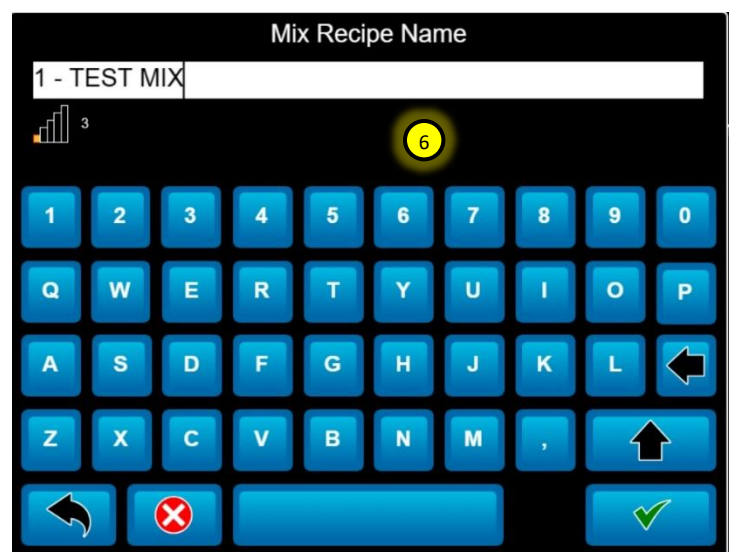 Mix Recipe Name
1 - TEST MIX
3
6
1 2 3 4 5 6 7 8 9 0
Q W E R T Y U I O P
A S D F G H J K L
Z X C V B N M ,